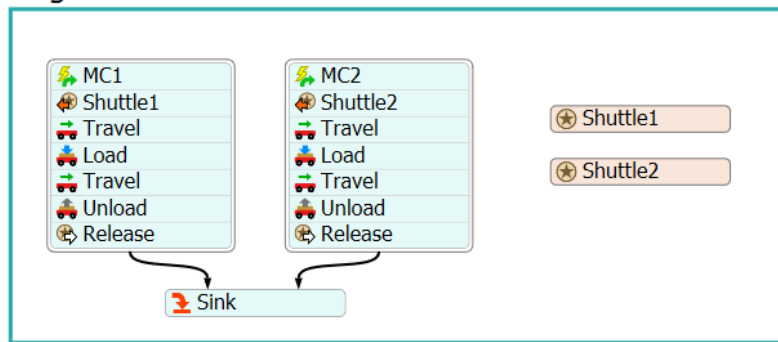 MC1
Shuttle1
Travel
Load
Travel
Unload
Release
MC2
Shuttle2
Travel
Load
Travel
Unload
Release
Sink
Shuttle1
Shuttle2